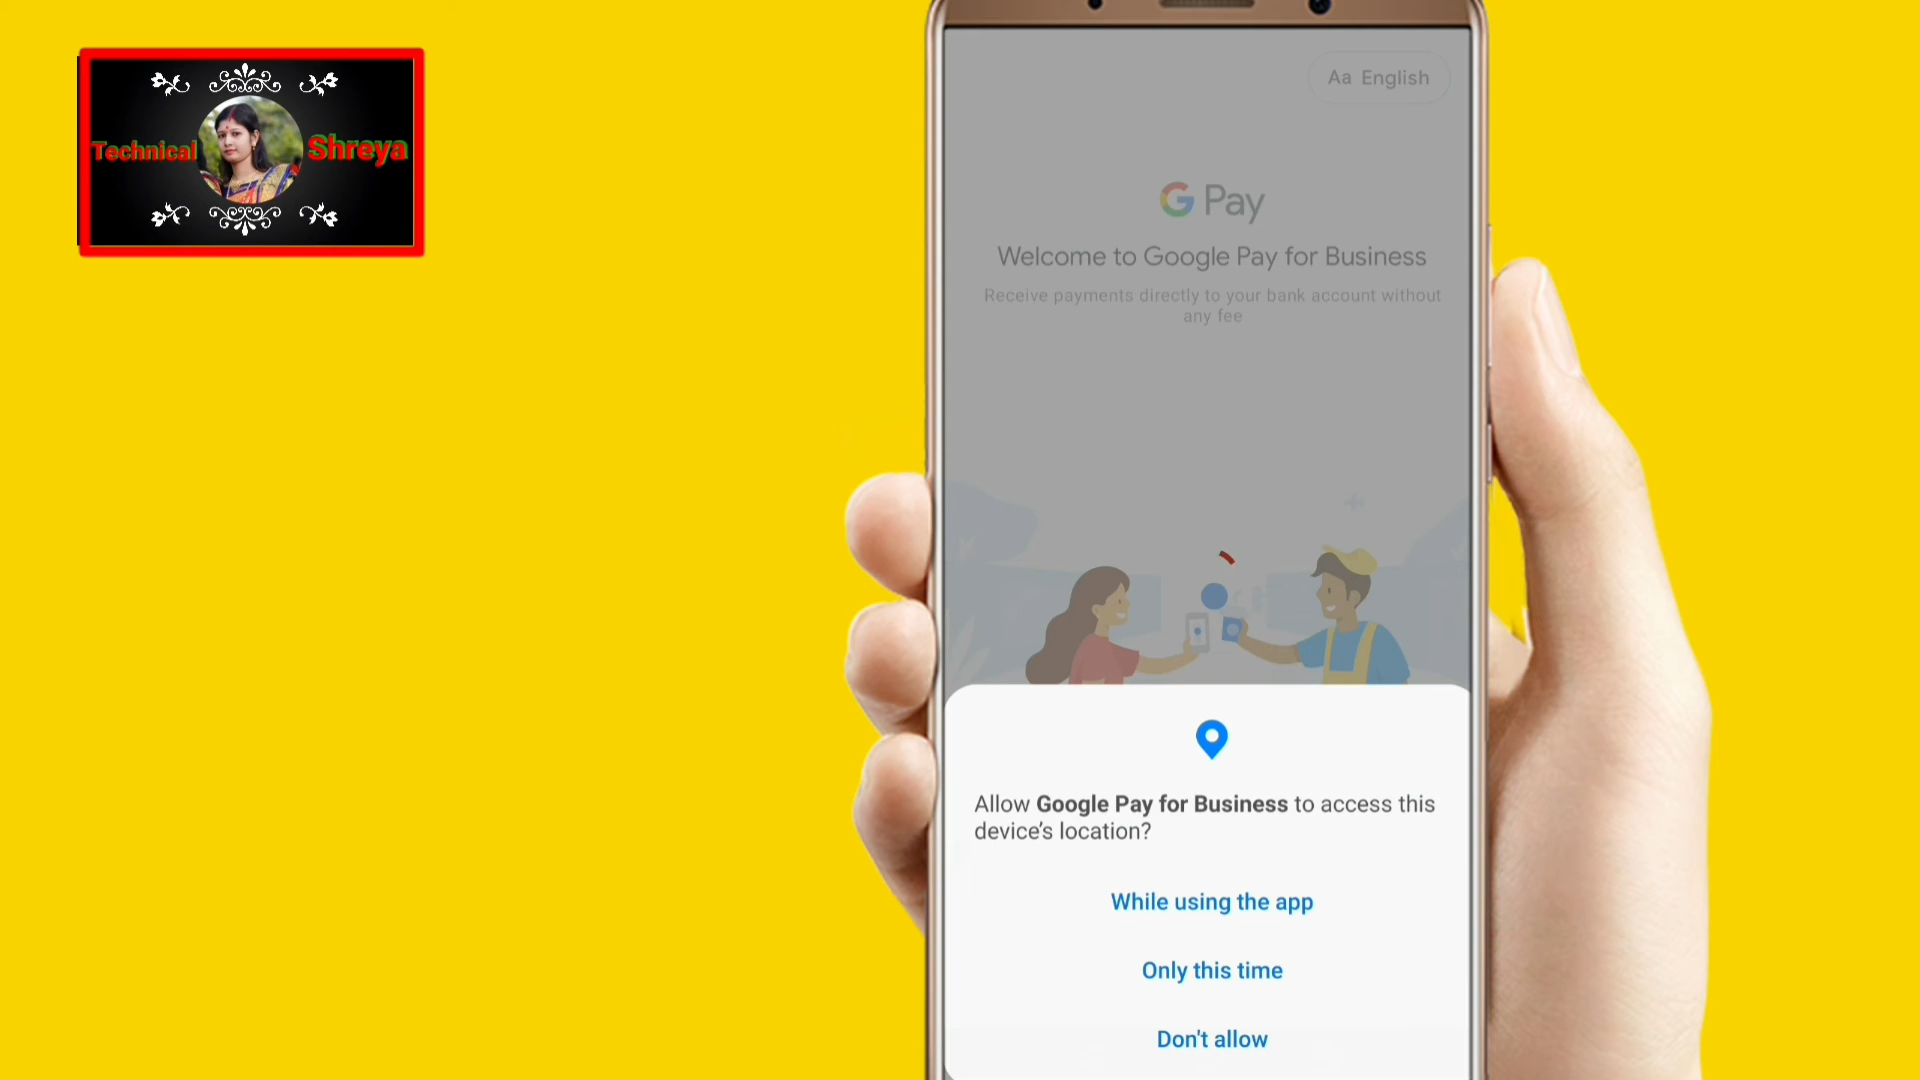 Technical Shreya
Aa English
G Pay
Welcome to Google Pay for Business
Receive payments directly to your bank account without
any fee
Allow Google Pay for Business to access this
device's location?
While using the app
Only this time
Don't allow